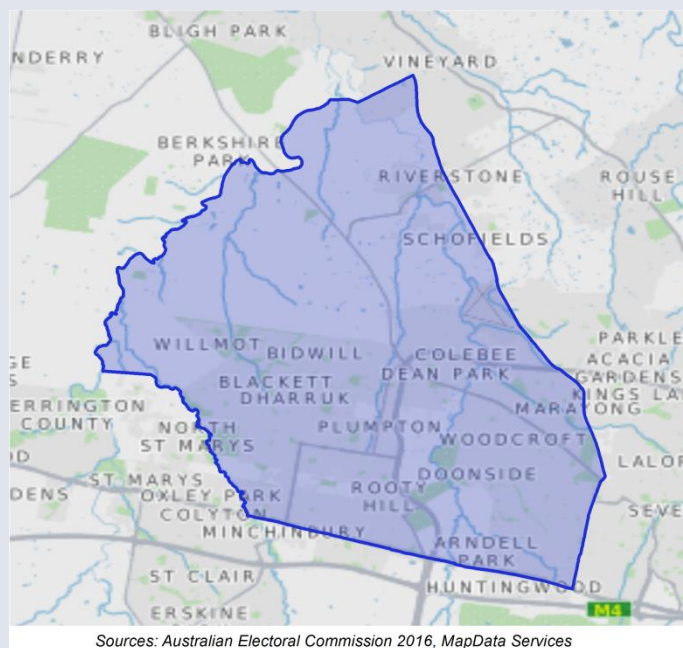 BLIGH PARK
NDERRY
VINEYARD
BERKSHIRE
PARK
RIVERSTONE
ROUSE
HILL
SCHOFIELDS
PARKLE
WILLMOT
BIDWILL
COLEBEE
ACACIA
GE
S
BLACKETT
DEAN PARK
GARDENS
DHARRUK
KINGS LA
ERRINGTON
COUNTY
MARAYONG
NORTH
ST MARYS
PLUMPTON
WOODCROFT
OD
LALOR
ST MARYS
DOONSIDE
DENS
OXLEY PARK
ROOTY
HILL
SEVE
COLYTON
MINCHINBURY
ARNDELL
PARK
ST CLAIR
HUNTINGWOOD
M4
ERSKINE
Sources: Australian Electoral Commission 2016, MapData Services